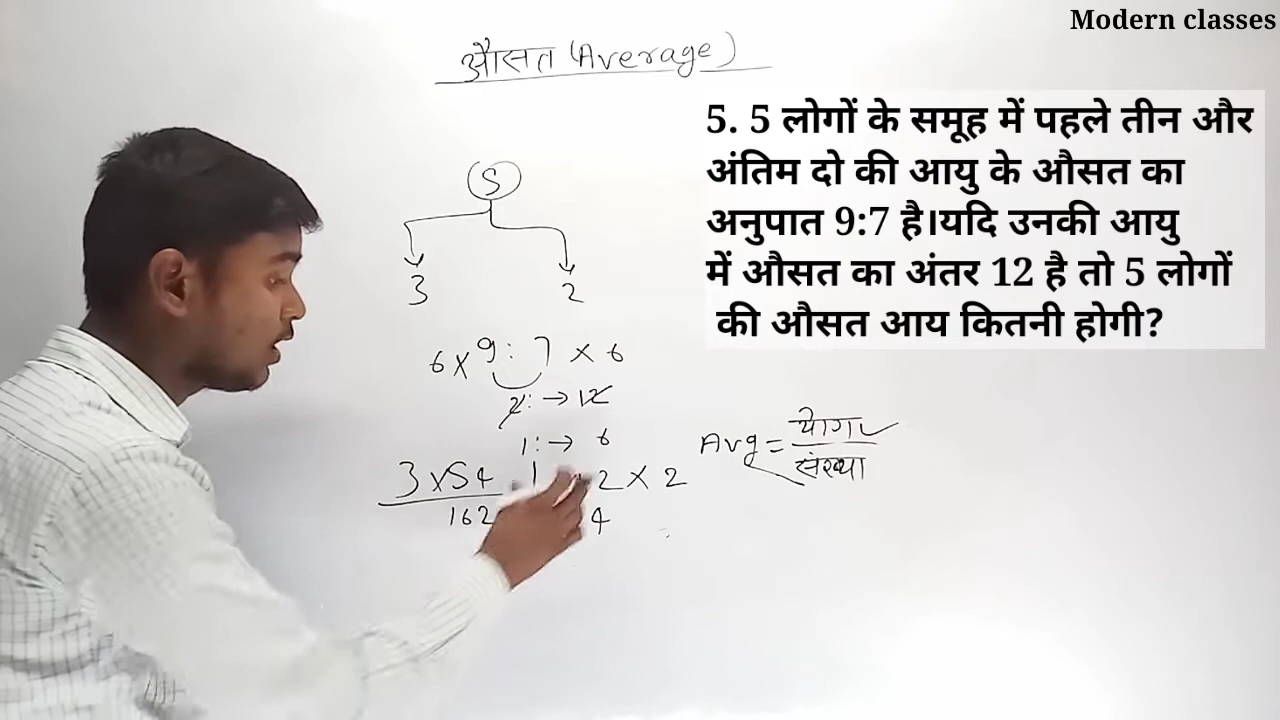 Modern classes
औसत (Average)
5. 5 लोगों के समूह में पहले तीन और
अंतिम दो की आयु के औसत का
अनुपात 9:7 है।यदि उनकी आयु
में औसत का अंतर 12 है तो 5 लोगों
की औसत आय कितनी होगी?
5
3 2
6 x 9 : 7 x 6
2: → 12
1: → 6
Avg = योग / संख्या
3 x 54 2 x 2
162 4